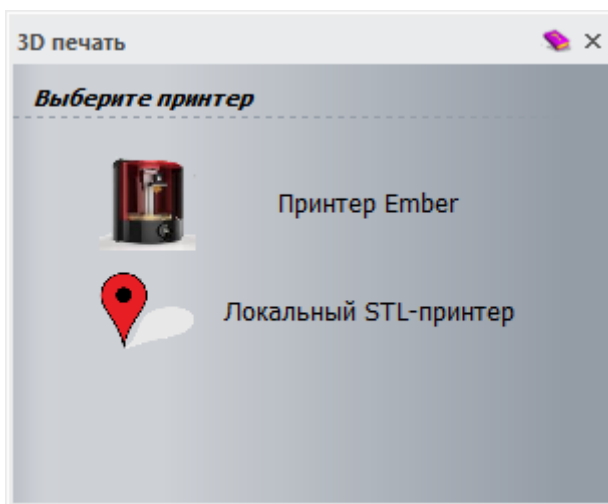 3D печать
Выберите принтер
Принтер Ember
Локальный STL-принтер